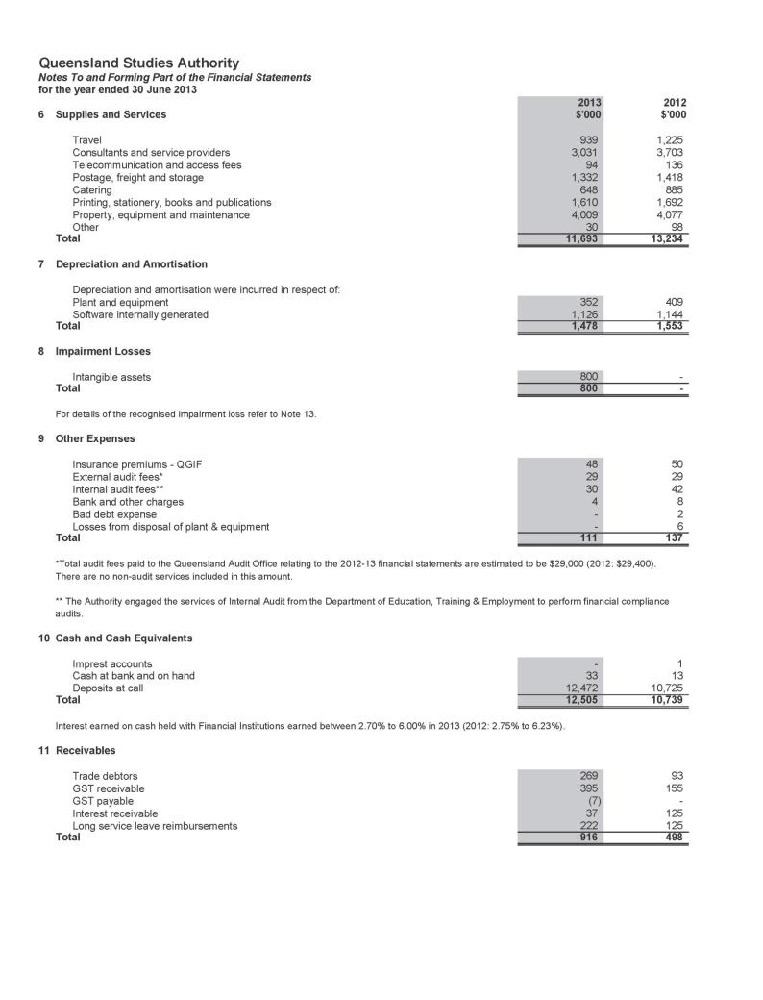 Queensland Studies Authority
Notes To and Forming Part of the Financial Statements
for the year ended 30 June 2013
2013 2012
6 Supplies and Services $'000 $'000
Travel 939 1,225
Consultants and service providers 3,031 3,703
Telecommunication and access fees 94 136
Postage, freight and storage 1,332 1,418
Catering 648 885
Printing, stationery, books and publications 1,610 1,692
Property, equipment and maintenance 4,009 4,077
Other 30 98
Total 11,693 13,234
7 Depreciation and Amortisation
Depreciation and amortisation were incurred in respect of:
Plant and equipment 352 409
Software internally generated 1,126 1,144
Total 1,478 1,553
8 Impairment Losses
Intangible assets 800 -
Total 800 -
For details of the recognised impairment loss refer to Note 13.
9 Other Expenses
Insurance premiums - QGIF 48 50
External audit fees* 29 29
Internal audit fees** 30 42
Bank and other charges 4 8
Bad debt expense - 2
Losses from disposal of plant & equipment - 6
Total 111 137
*Total audit fees paid to the Queensland Audit Office relating to the 2012-13 financial statements are estimated to be $29,000 (2012: $29,400).
There are no non-audit services included in this amount.
** The Authority engaged the services of Internal Audit from the Department of Education, Training & Employment to perform financial compliance
audits.
10 Cash and Cash Equivalents
Imprest accounts - 1
Cash at bank and on hand 33 13
Deposits at call 12,472 10,725
Total 12,505 10,739
Interest earned on cash held with Financial Institutions earned between 2.70% to 6.00% in 2013 (2012: 2.75% to 6.23%).
11 Receivables
Trade debtors 269 93
GST receivable 395 155
GST payable (7) -
Interest receivable 37 125
Long service leave reimbursements 222 125
Total 916 498